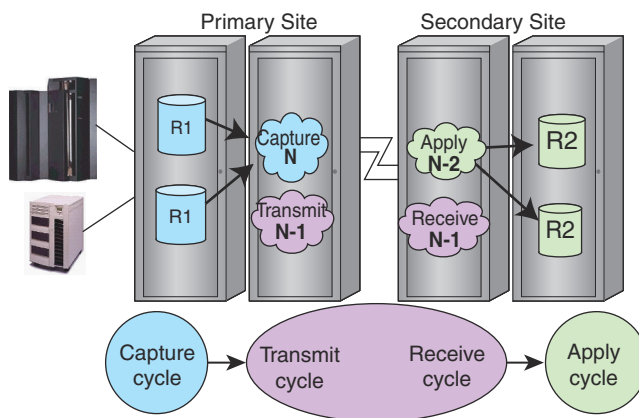 Primary Site
Secondary Site
R1
Capture
N
Apply
N-2
R2
R1
Transmit
N-1
Receive
N-1
R2
Capture
cycle
Transmit
cycle
Receive
cycle
Apply
cycle